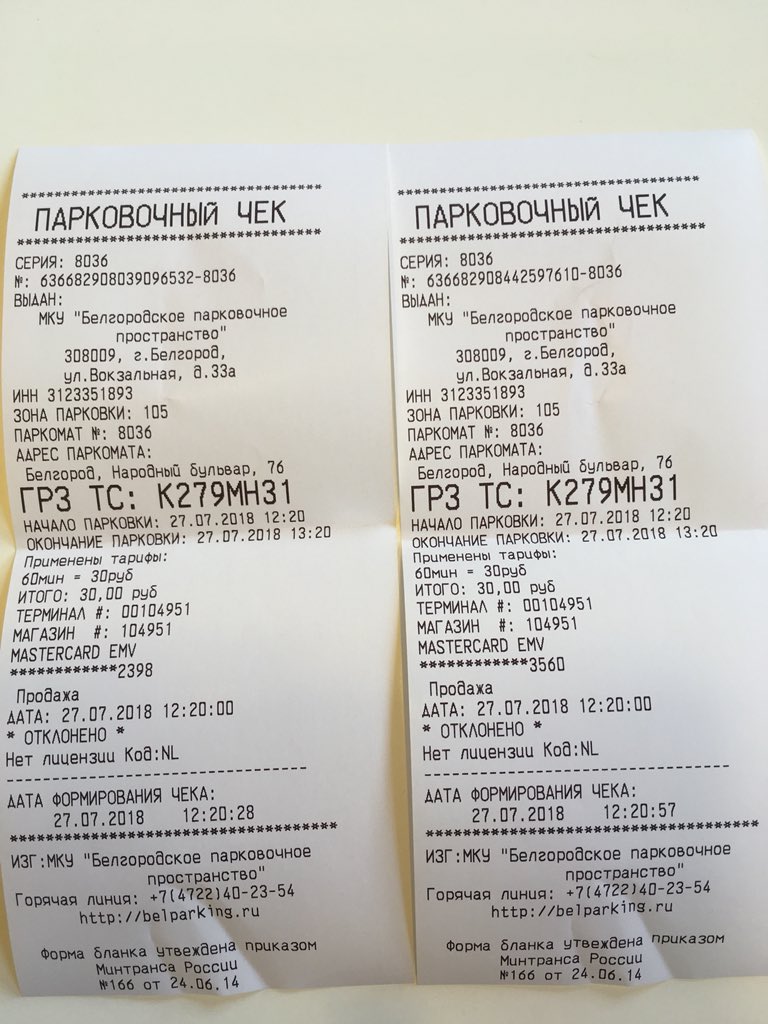 ********************************
ПАРКОВОЧНЫЙ ЧЕК
********************************
СЕРИЯ: 8036
№: 636682908039096532-8036
ВЫДАН:
МКУ "Белгородское парковочное
пространство"
308009, г.Белгород,
ул.Вокзальная, д.33а
ИНН 3123351893
ЗОНА ПАРКОВКИ: 105
ПАРКОМАТ №: 8036
АДРЕС ПАРКОМАТА:
Белгород, Народный бульвар, 76
ГРЗ ТС: К279МН31
НАЧАЛО ПАРКОВКИ: 27.07.2018 12:20
ОКОНЧАНИЕ ПАРКОВКИ: 27.07.2018 13:20
Применены тарифы:
60мин = 30руб
ИТОГО: 30,00 руб
ТЕРМИНАЛ #: 00104951
МАГАЗИН #: 104951
MASTERCARD EMV
************2398
Продажа
ДАТА: 27.07.2018 12:20:00
* ОТКЛОНЕНО *
Нет лицензии Код:NL
--------------------------------
ДАТА ФОРМИРОВАНИЯ ЧЕКА:
27.07.2018 12:20:28
********************************
ИЗГ:МКУ "Белгородское парковочное
пространство"
Горячая линия: +7(4722)40-23-54
http://belparking.ru
Форма бланка утвеждена приказом
Минтранса России
№166 от 24.06.14
********************************
ПАРКОВОЧНЫЙ ЧЕК
********************************
СЕРИЯ: 8036
№: 636682908442597610-8036
ВЫДАН:
МКУ "Белгородское парковочное
пространство"
308009, г.Белгород,
ул.Вокзальная, д.33а
ИНН 3123351893
ЗОНА ПАРКОВКИ: 105
ПАРКОМАТ №: 8036
АДРЕС ПАРКОМАТА:
Белгород, Народный бульвар, 76
ГРЗ ТС: К279МН31
НАЧАЛО ПАРКОВКИ: 27.07.2018 12:20
ОКОНЧАНИЕ ПАРКОВКИ: 27.07.2018 13:20
Применены тарифы:
60мин = 30руб
ИТОГО: 30,00 руб
ТЕРМИНАЛ #: 00104951
МАГАЗИН #: 104951
MASTERCARD EMV
************3560
Продажа
ДАТА: 27.07.2018 12:20:00
* ОТКЛОНЕНО *
Нет лицензии Код:NL
--------------------------------
ДАТА ФОРМИРОВАНИЯ ЧЕКА:
27.07.2018 12:20:57
********************************
ИЗГ:МКУ "Белгородское парковочное
пространство"
Горячая линия: +7(4722)40-23-54
http://belparking.ru
Форма бланка утвеждена приказом
Минтранса России
№166 от 24.06.14